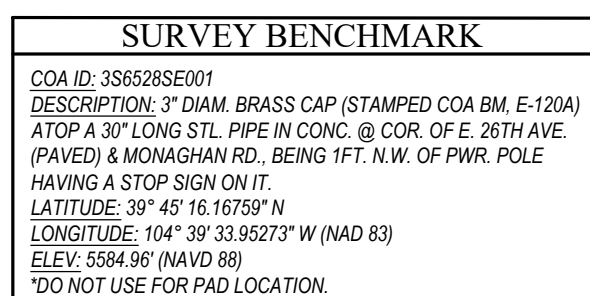 SURVEY BENCHMARK
COA ID: 3S6528SE001
DESCRIPTION: 3" DIAM. BRASS CAP (STAMPED COA BM, E-120A)
ATOP A 30" LONG STL. PIPE IN CONC. @ COR. OF E. 26TH AVE.
(PAVED) & MONAGHAN RD., BEING 1FT. N.W. OF PWR. POLE
HAVING A STOP SIGN ON IT.
LATITUDE: 39° 45' 16.16759" N
LONGITUDE: 104° 39' 33.95273" W (NAD 83)
ELEV: 5584.96' (NAVD 88)
*DO NOT USE FOR PAD LOCATION.